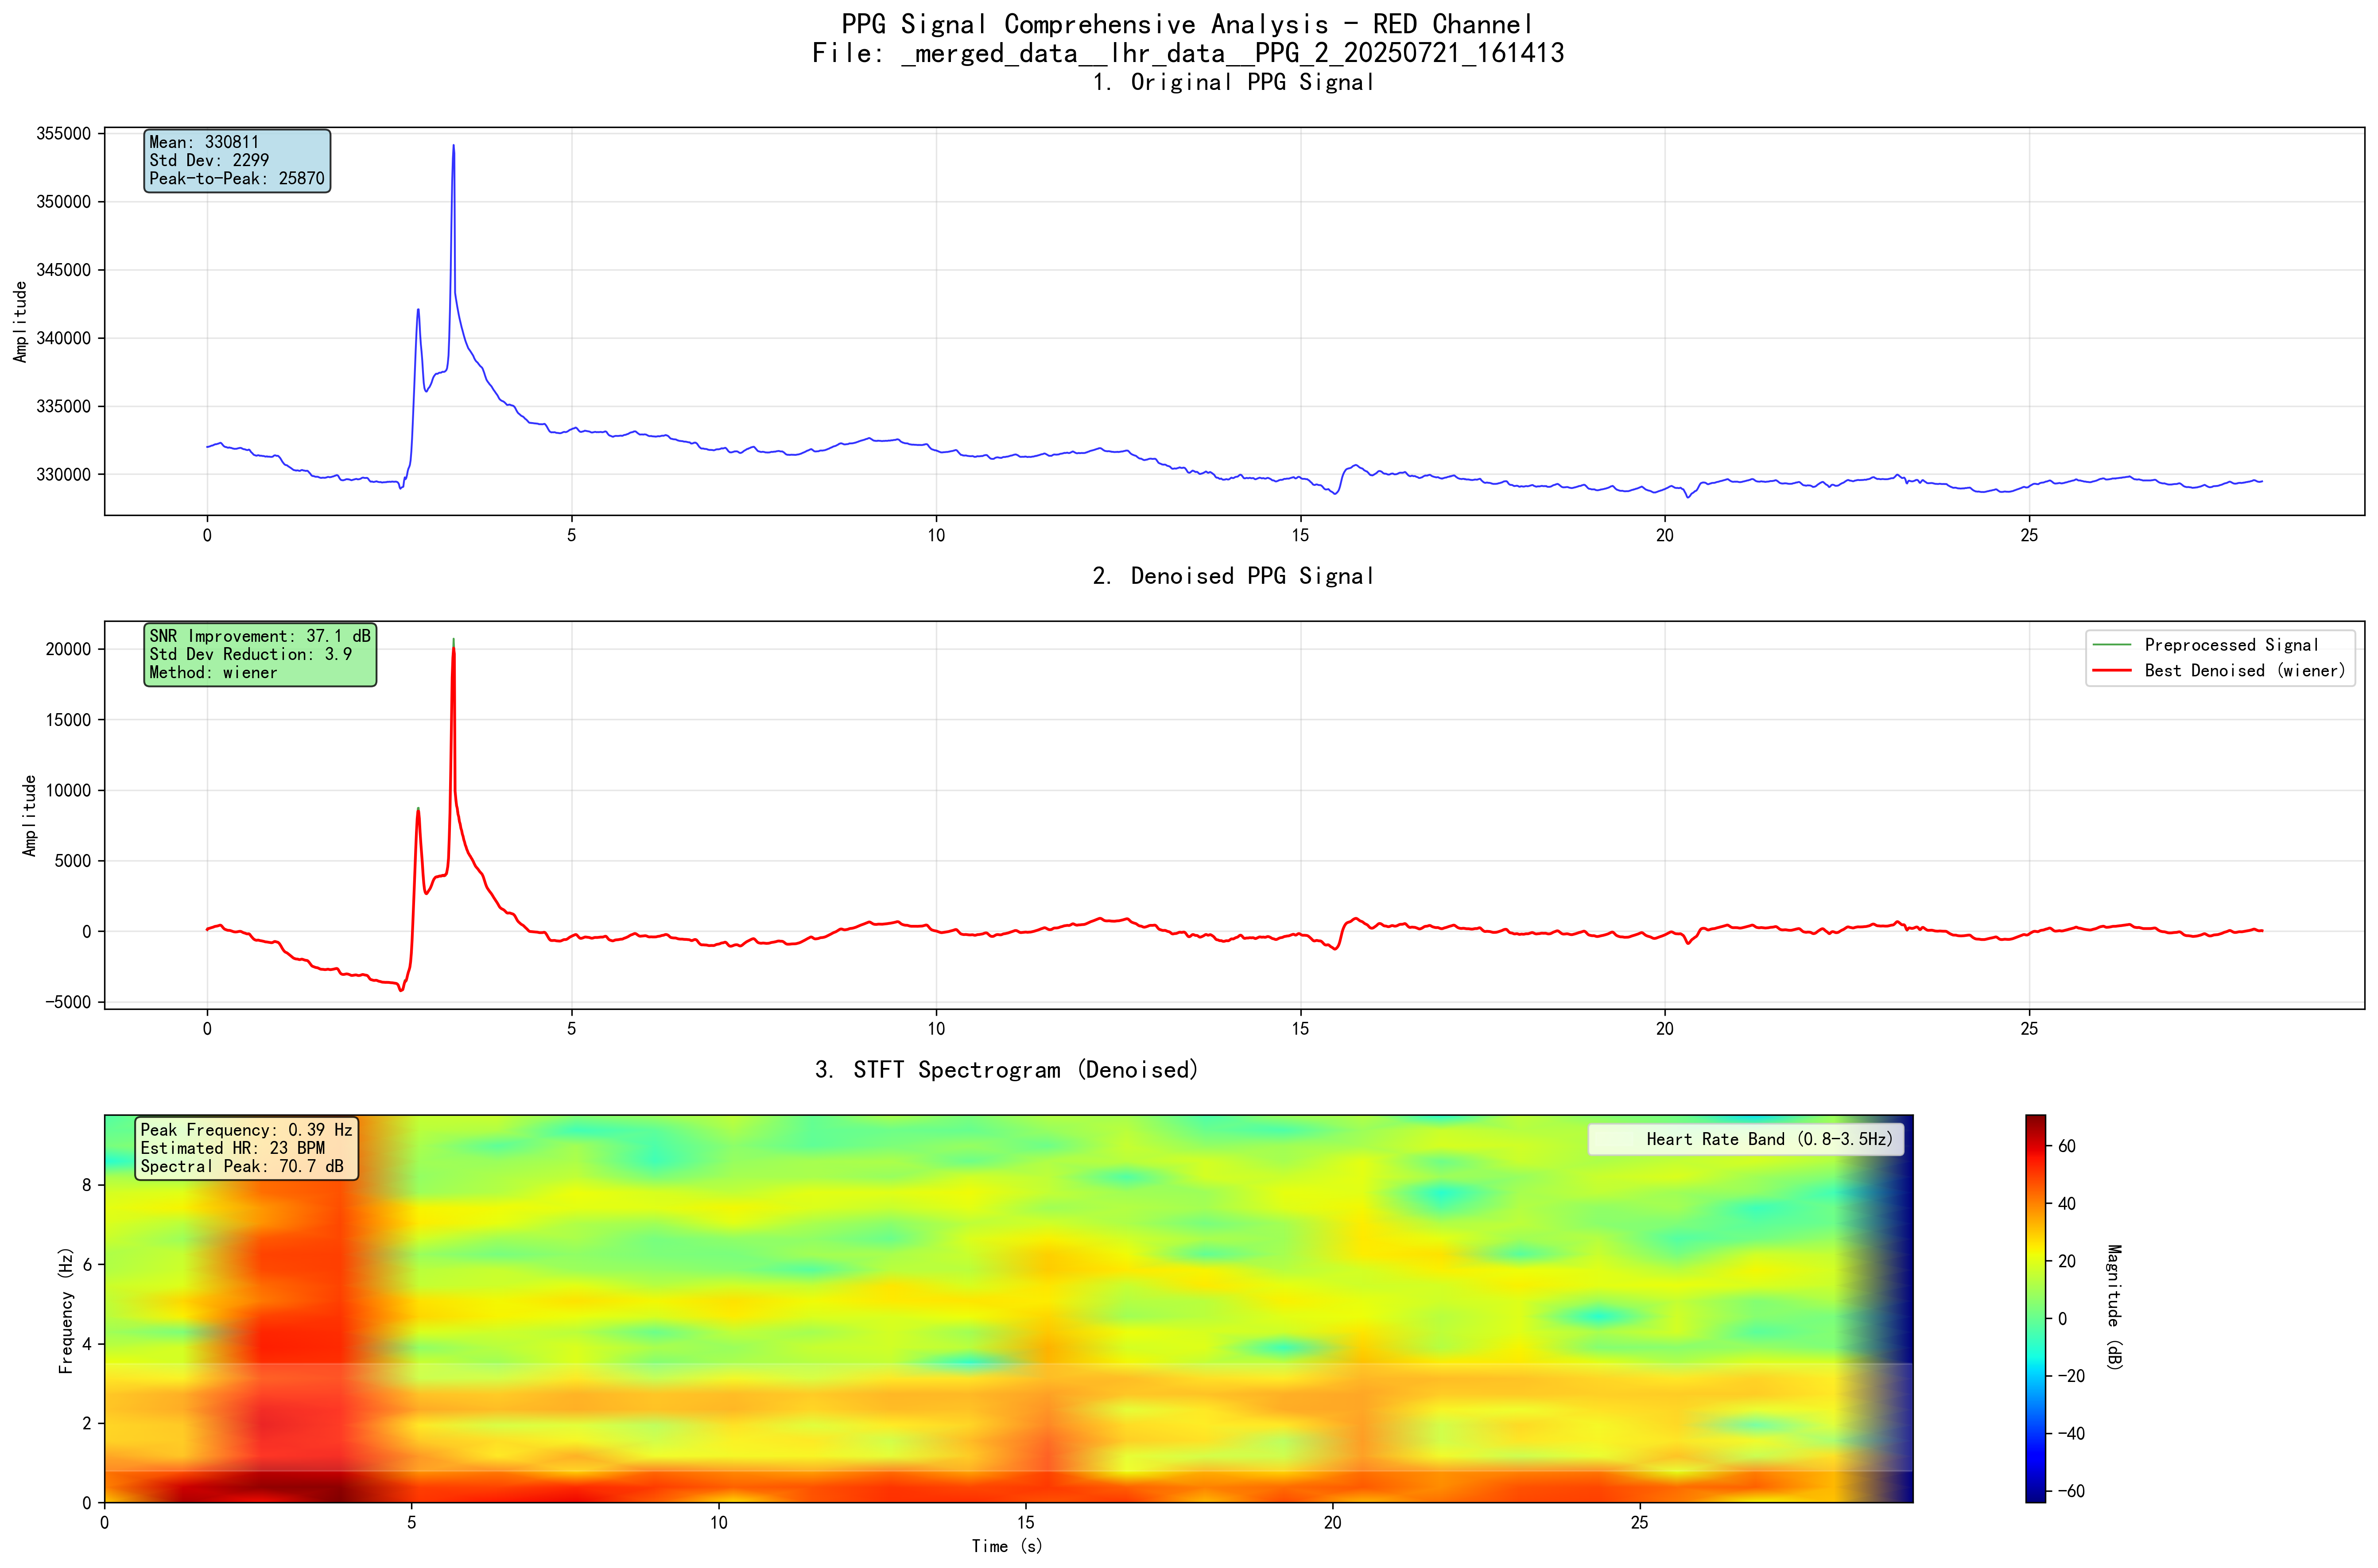 PPG Signal Comprehensive Analysis - RED Channel
File: _merged_data__lhr_data__PPG_2_20250721_161413
1. Original PPG Signal
Mean: 330811
Std Dev: 2299
Peak-to-Peak: 25870
355000
350000
345000
340000
335000
330000
Amplitude
0 5 10 15 20 25
2. Denoised PPG Signal
SNR Improvement: 37.1 dB
Std Dev Reduction: 3.9
Method: wiener
Preprocessed Signal
Best Denoised (wiener)
20000
15000
10000
5000
0
-5000
Amplitude
0 5 10 15 20 25
3. STFT Spectrogram (Denoised)
Peak Frequency: 0.39 Hz
Estimated HR: 23 BPM
Spectral Peak: 70.7 dB
Heart Rate Band (0.8-3.5Hz)
8
6
4
2
0
Frequency (Hz)
0 5 10 15 20 25
Time (s)
60
40
20
0
-20
-40
-60
Magnitude (dB)